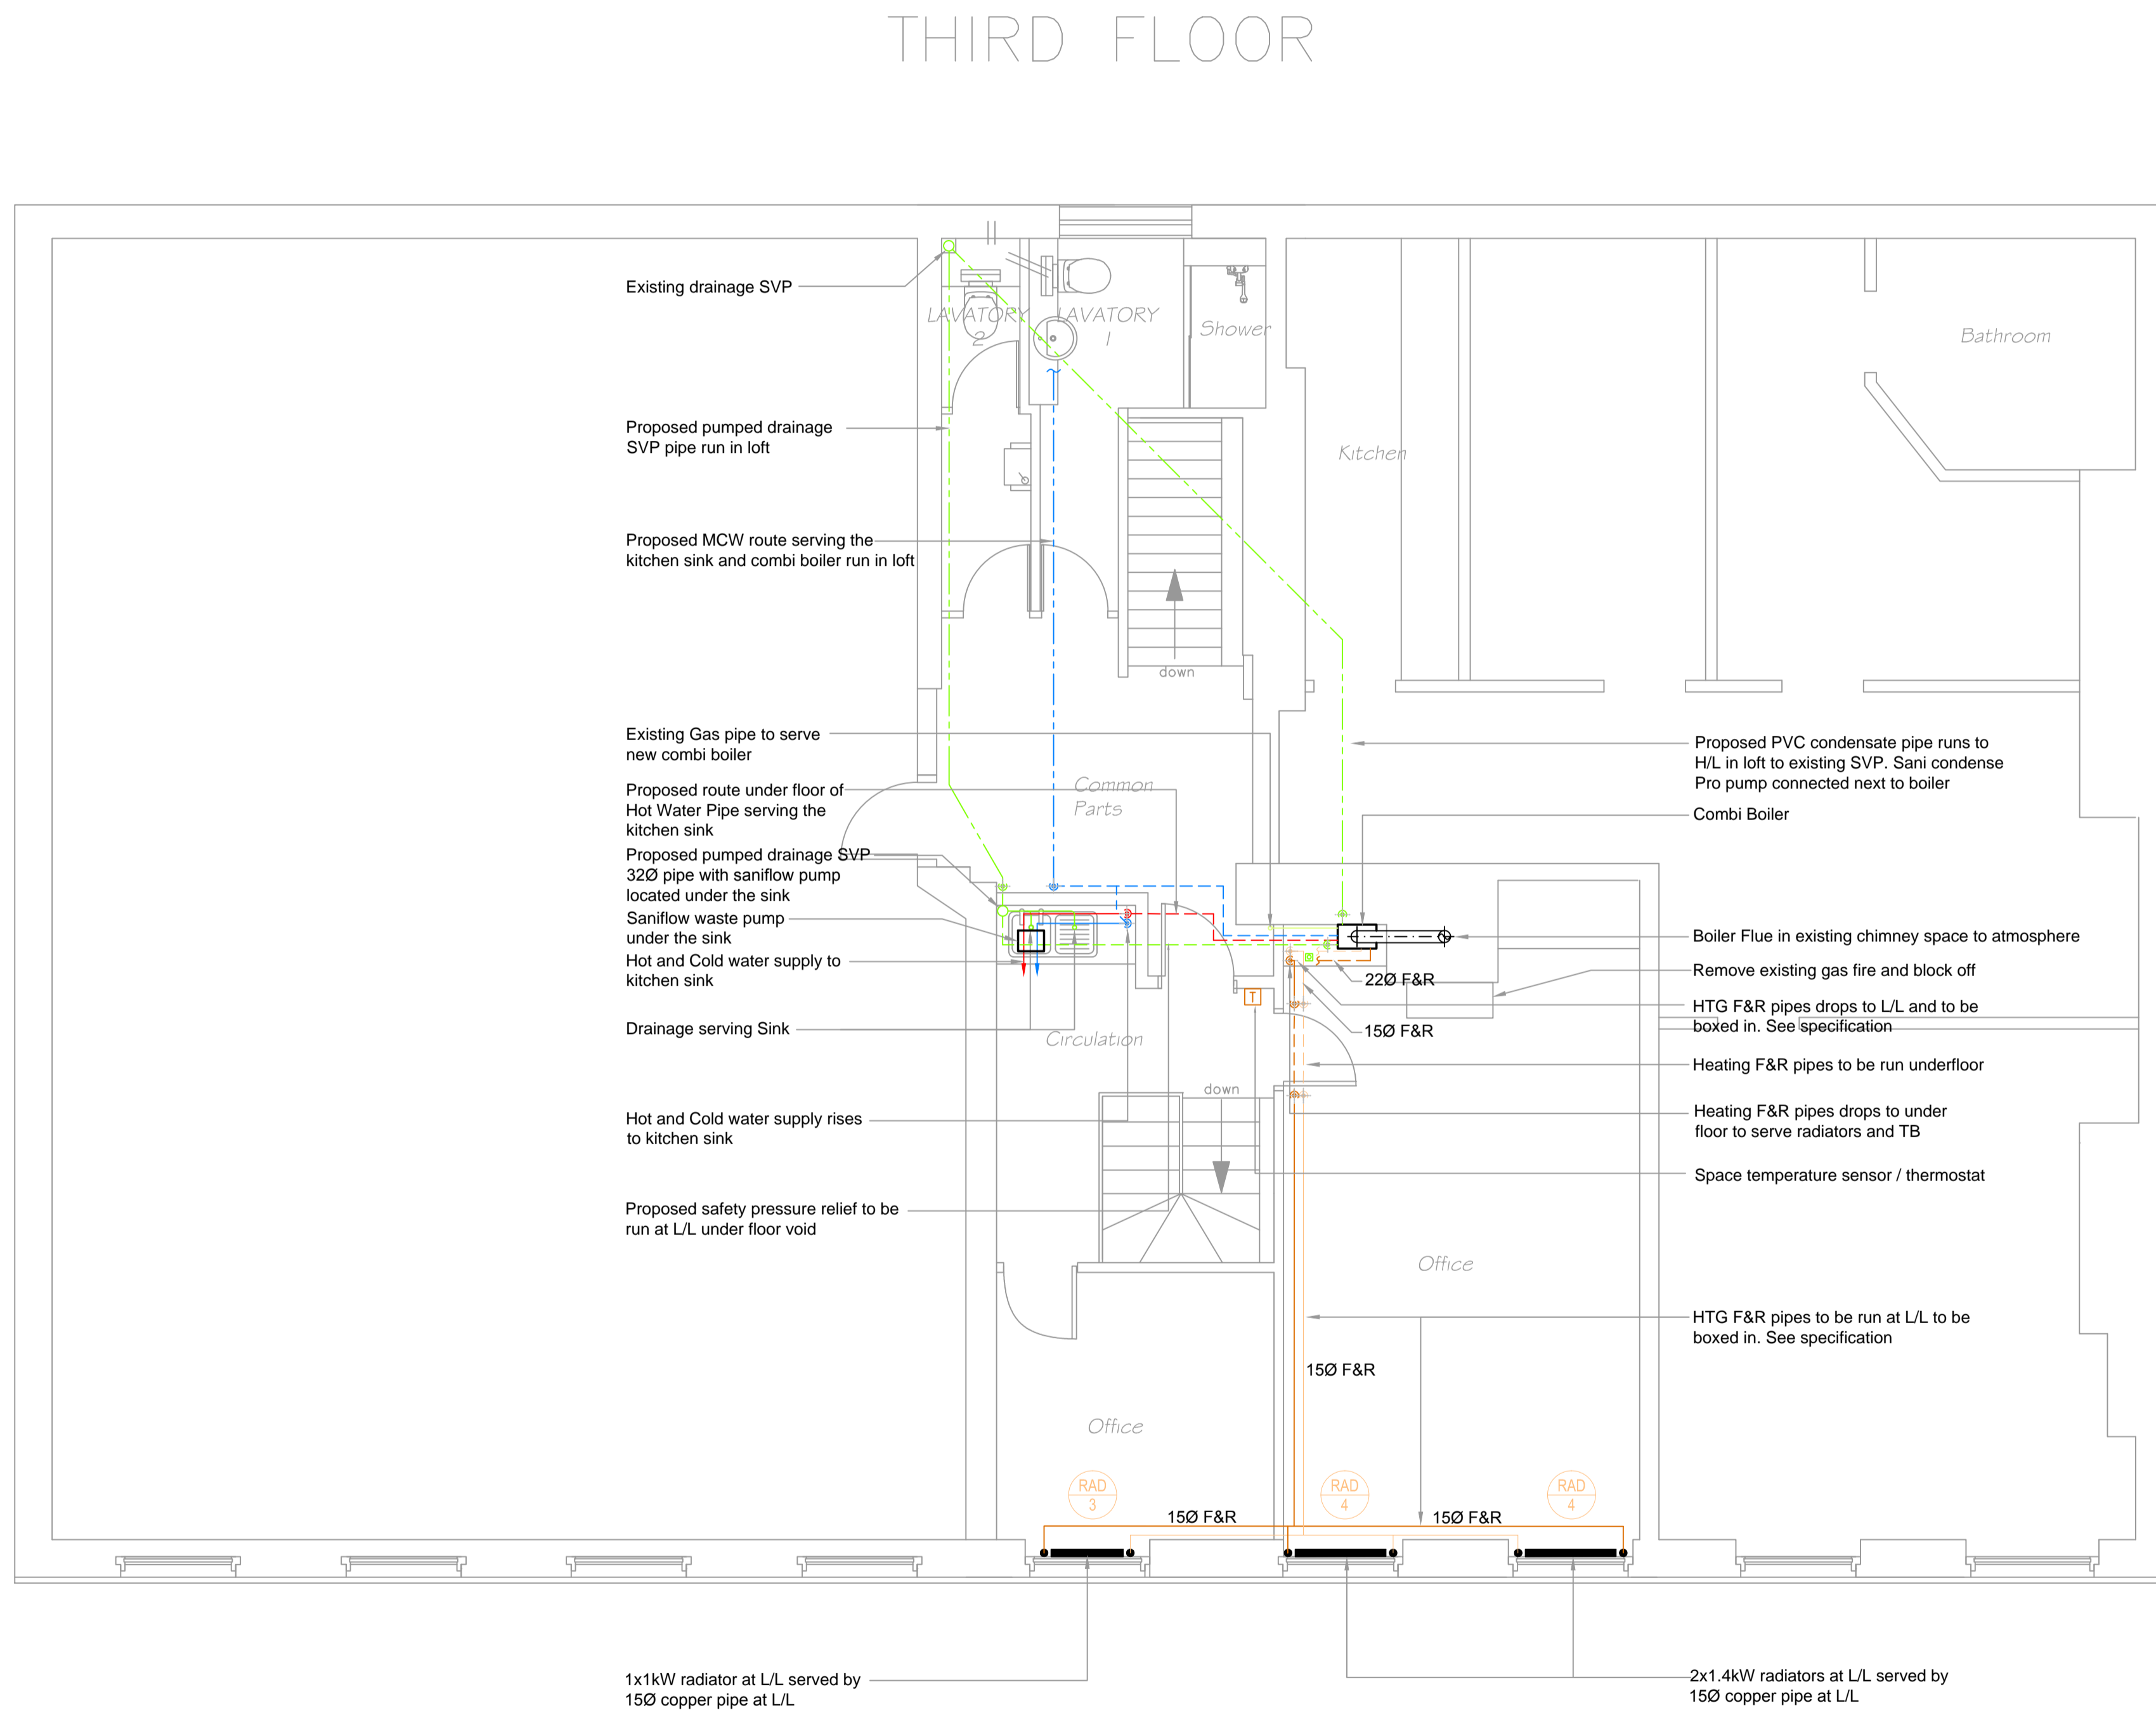 THIRD FLOOR
Existing drainage SVP
LAVATORY
2
LAVATORY
1
Shower
Bathroom
Proposed pumped drainage
SVP pipe run in loft
Kitchen
Proposed MCW route serving the
kitchen sink and combi boiler run in loft
down
Existing Gas pipe to serve
new combi boiler
Proposed route under floor of
Hot Water Pipe serving the
kitchen sink
Proposed pumped drainage SVP
32Ø pipe with saniflow pump
located under the sink
Saniflow waste pump
under the sink
Hot and Cold water supply to
kitchen sink
Drainage serving Sink
Hot and Cold water supply rises
to kitchen sink
Proposed safety pressure relief to be
run at L/L under floor void
Common
Parts
Circulation
down
T
22Ø F&R
15Ø F&R
Proposed PVC condensate pipe runs to
H/L in loft to existing SVP. Sani condense
Pro pump connected next to boiler
Combi Boiler
Boiler Flue in existing chimney space to atmosphere
Remove existing gas fire and block off
HTG F&R pipes drops to L/L and to be
boxed in. See specification
Heating F&R pipes to be run underfloor
Heating F&R pipes drops to under
floor to serve radiators and TB
Space temperature sensor / thermostat
Office
HTG F&R pipes to be run at L/L to be
boxed in. See specification
15Ø F&R
Office
RAD
3
RAD
4
RAD
4
15Ø F&R
15Ø F&R
1x1kW radiator at L/L served by
15Ø copper pipe at L/L
2x1.4kW radiators at L/L served by
15Ø copper pipe at L/L